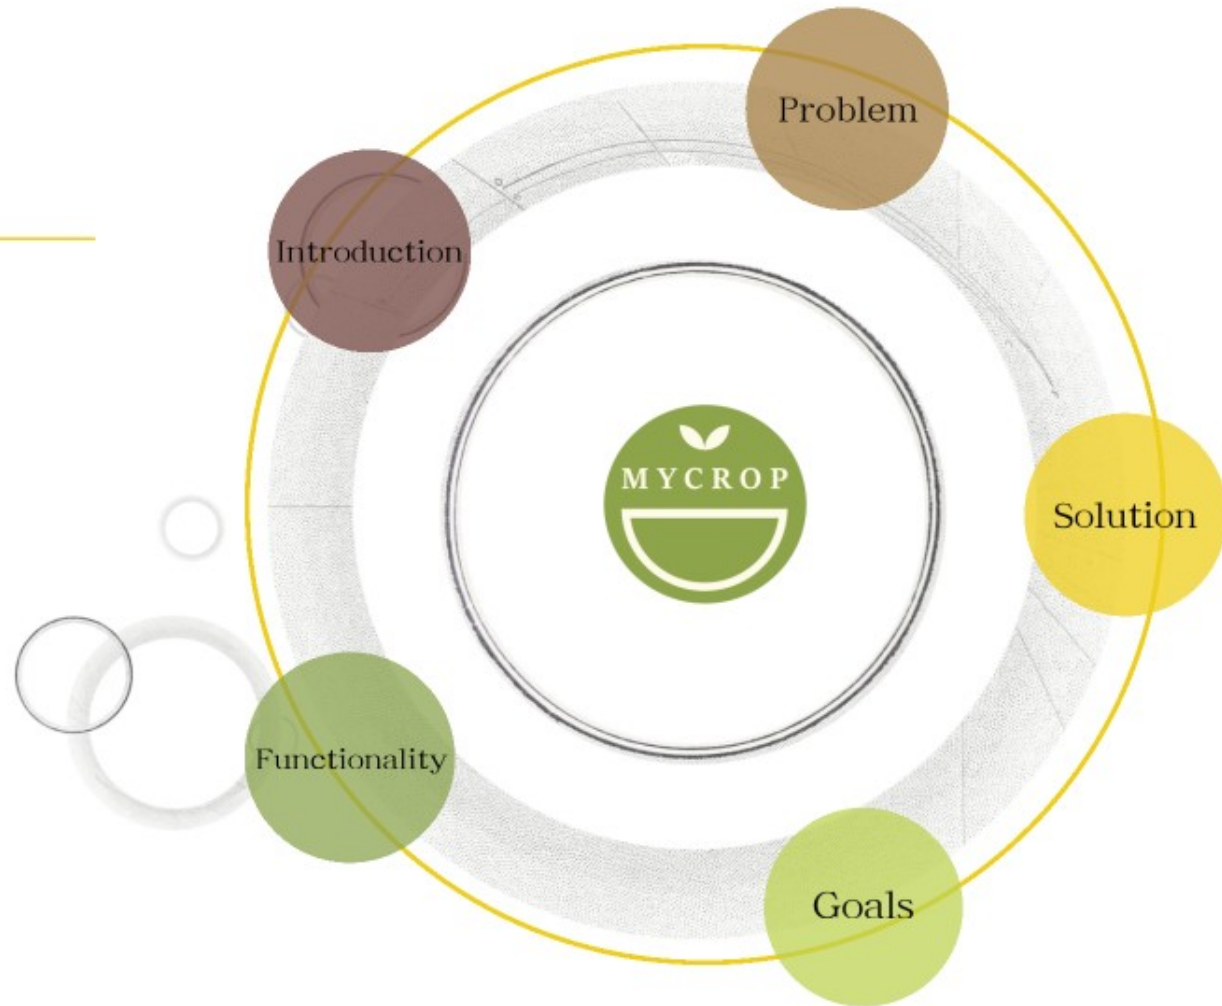 Problem
Introduction
MYCROP
Solution
Functionality
Goals